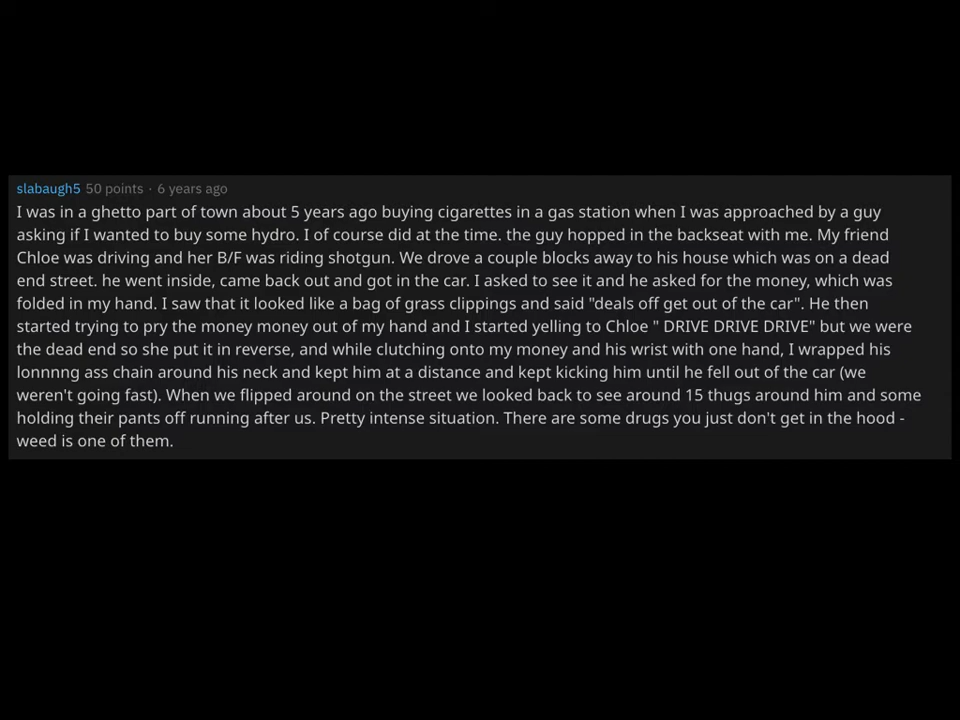 slabaugh5 50 points · 6 years ago
I was in a ghetto part of town about 5 years ago buying cigarettes in a gas station when I was approached by a guy
asking if I wanted to buy some hydro. I of course did at the time. the guy hopped in the backseat with me. My friend
Chloe was driving and her B/F was riding shotgun. We drove a couple blocks away to his house which was on a dead
end street. he went inside, came back out and got in the car. I asked to see it and he asked for the money, which was
folded in my hand. I saw that it looked like a bag of grass clippings and said "deals off get out of the car". He then
started trying to pry the money money out of my hand and I started yelling to Chloe " DRIVE DRIVE DRIVE" but we were
the dead end so she put it in reverse, and while clutching onto my money and his wrist with one hand, I wrapped his
lonnnng ass chain around his neck and kept him at a distance and kept kicking him until he fell out of the car (we
weren't going fast). When we flipped around on the street we looked back to see around 15 thugs around him and some
holding their pants off running after us. Pretty intense situation. There are some drugs you just don't get in the hood -
weed is one of them.